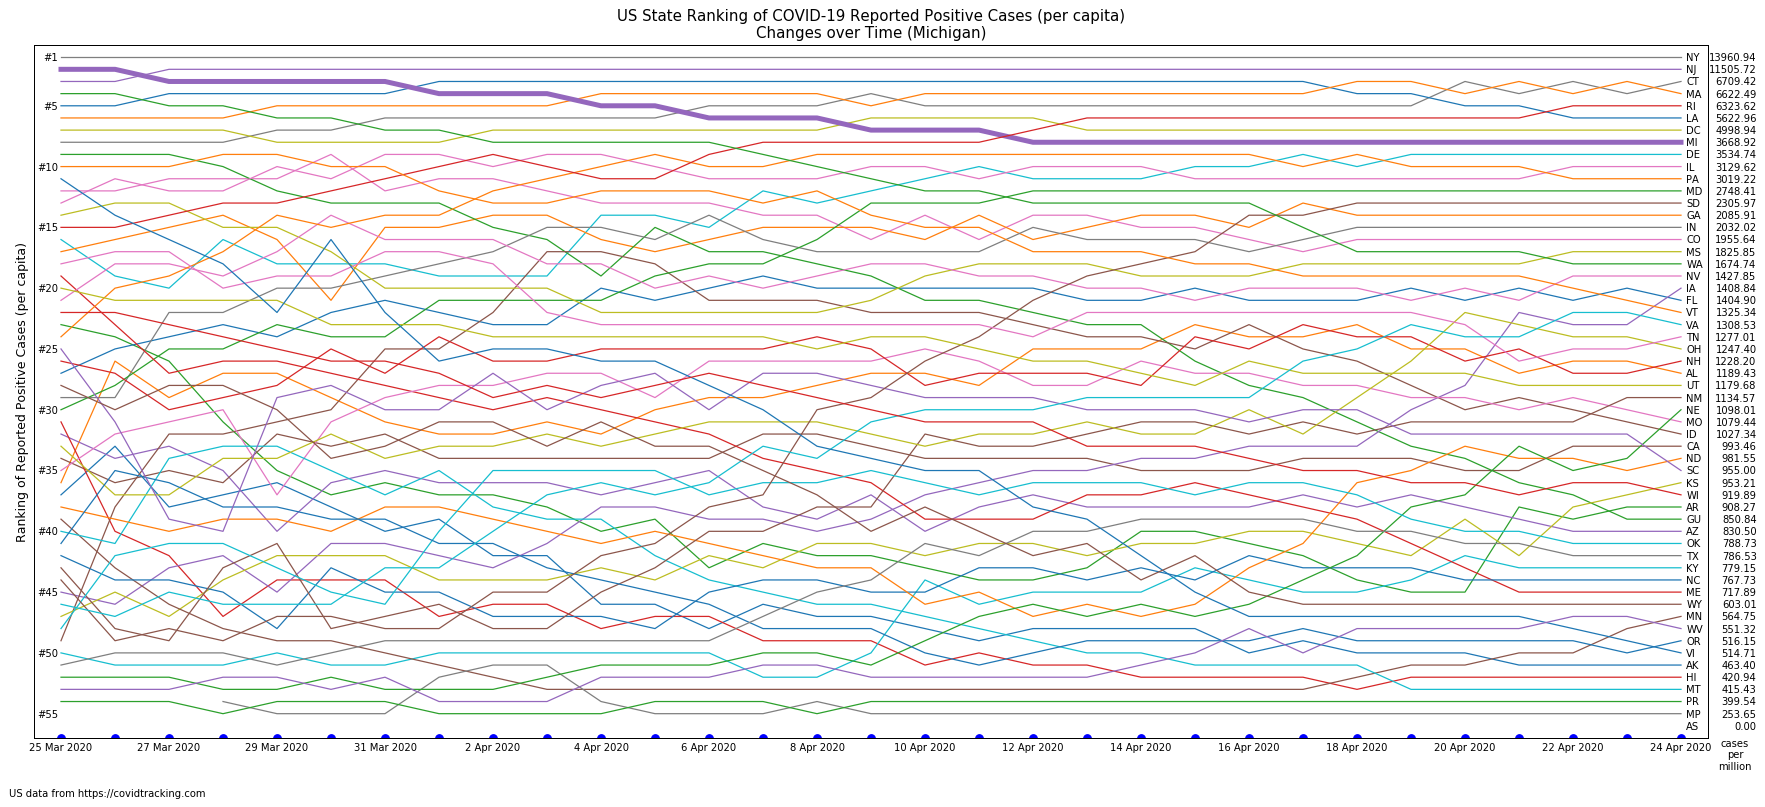 US State Ranking of COVID-19 Reported Positive Cases (per capita)
Changes over Time (Michigan)
Ranking of Reported Positive Cases (per capita)
#1
#5
#10
#15
#20
#25
#30
#35
#40
#45
#50
#55
NY 13960.94
NJ 11505.72
CT 6709.42
MA 6622.49
RI 6323.62
LA 5622.96
DC 4998.94
MI 3668.92
DE 3534.74
IL 3129.62
PA 3019.22
MD 2748.41
SD 2305.97
GA 2085.91
IN 2032.02
CO 1955.64
MS 1825.85
WA 1674.74
NV 1427.85
IA 1408.84
FL 1404.90
VT 1325.34
VA 1308.53
TN 1277.01
OH 1247.40
NH 1228.20
AL 1189.43
UT 1179.68
NM 1134.57
NE 1098.01
MO 1079.44
ID 1027.34
CA 993.46
ND 981.55
SC 955.00
KS 953.21
WI 919.89
AR 908.27
GU 850.84
AZ 830.50
OK 788.73
TX 786.53
KY 779.15
NC 767.73
ME 717.89
WY 603.01
MN 564.75
WV 551.32
OR 516.15
VI 514.71
AK 463.40
HI 420.94
MT 415.43
PR 399.54
MP 253.65
AS 0.00
25 Mar 2020 27 Mar 2020 29 Mar 2020 31 Mar 2020 2 Apr 2020 4 Apr 2020 6 Apr 2020 8 Apr 2020 10 Apr 2020 12 Apr 2020 14 Apr 2020 16 Apr 2020 18 Apr 2020 20 Apr 2020 22 Apr 2020 24 Apr 2020
cases
per
million
US data from https://covidtracking.com